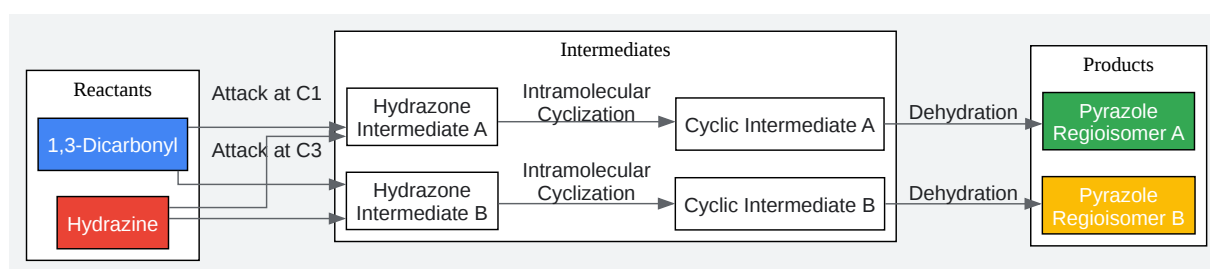 Reactants
1,3-Dicarbonyl
Hydrazine
Attack at C1
Attack at C3
Intermediates
Hydrazone
Intermediate A
Intramolecular
Cyclization
Cyclic Intermediate A
Hydrazone
Intermediate B
Intramolecular
Cyclization
Cyclic Intermediate B
Dehydration
Dehydration
Products
Pyrazole
Regioisomer A
Pyrazole
Regioisomer B